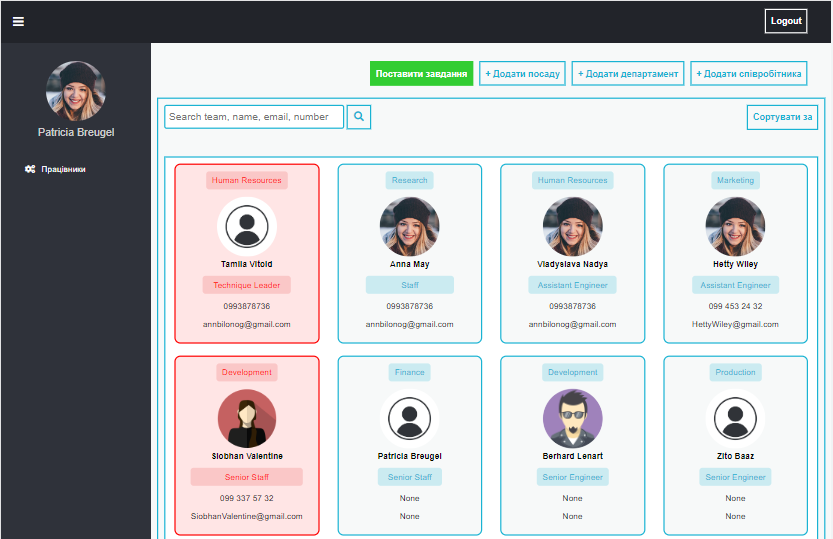 Logout
Patricia Breugel
Працівники
Поставити завдання
+ Додати посаду
+ Додати департамент
+ Додати співробітника
Search team, name, email, number
Сортувати за
Human Resources
Tamila Vitold
Technique Leader
0993878736
annbilonog@gmail.com
Research
Anna May
Staff
0993878736
annbilonog@gmail.com
Human Resources
Vladyslava Nadya
Assistant Engineer
0993878736
annbilonog@gmail.com
Marketing
Hetty Wiley
Assistant Engineer
099 453 24 32
HettyWiley@gmail.com
Development
Siobhan Valentine
Senior Staff
099 337 57 32
SiobhanValentine@gmail.com
Finance
Patricia Breugel
Senior Staff
None
None
Development
Berhard Lenart
Senior Engineer
None
None
Production
Zito Baaz
Senior Engineer
None
None